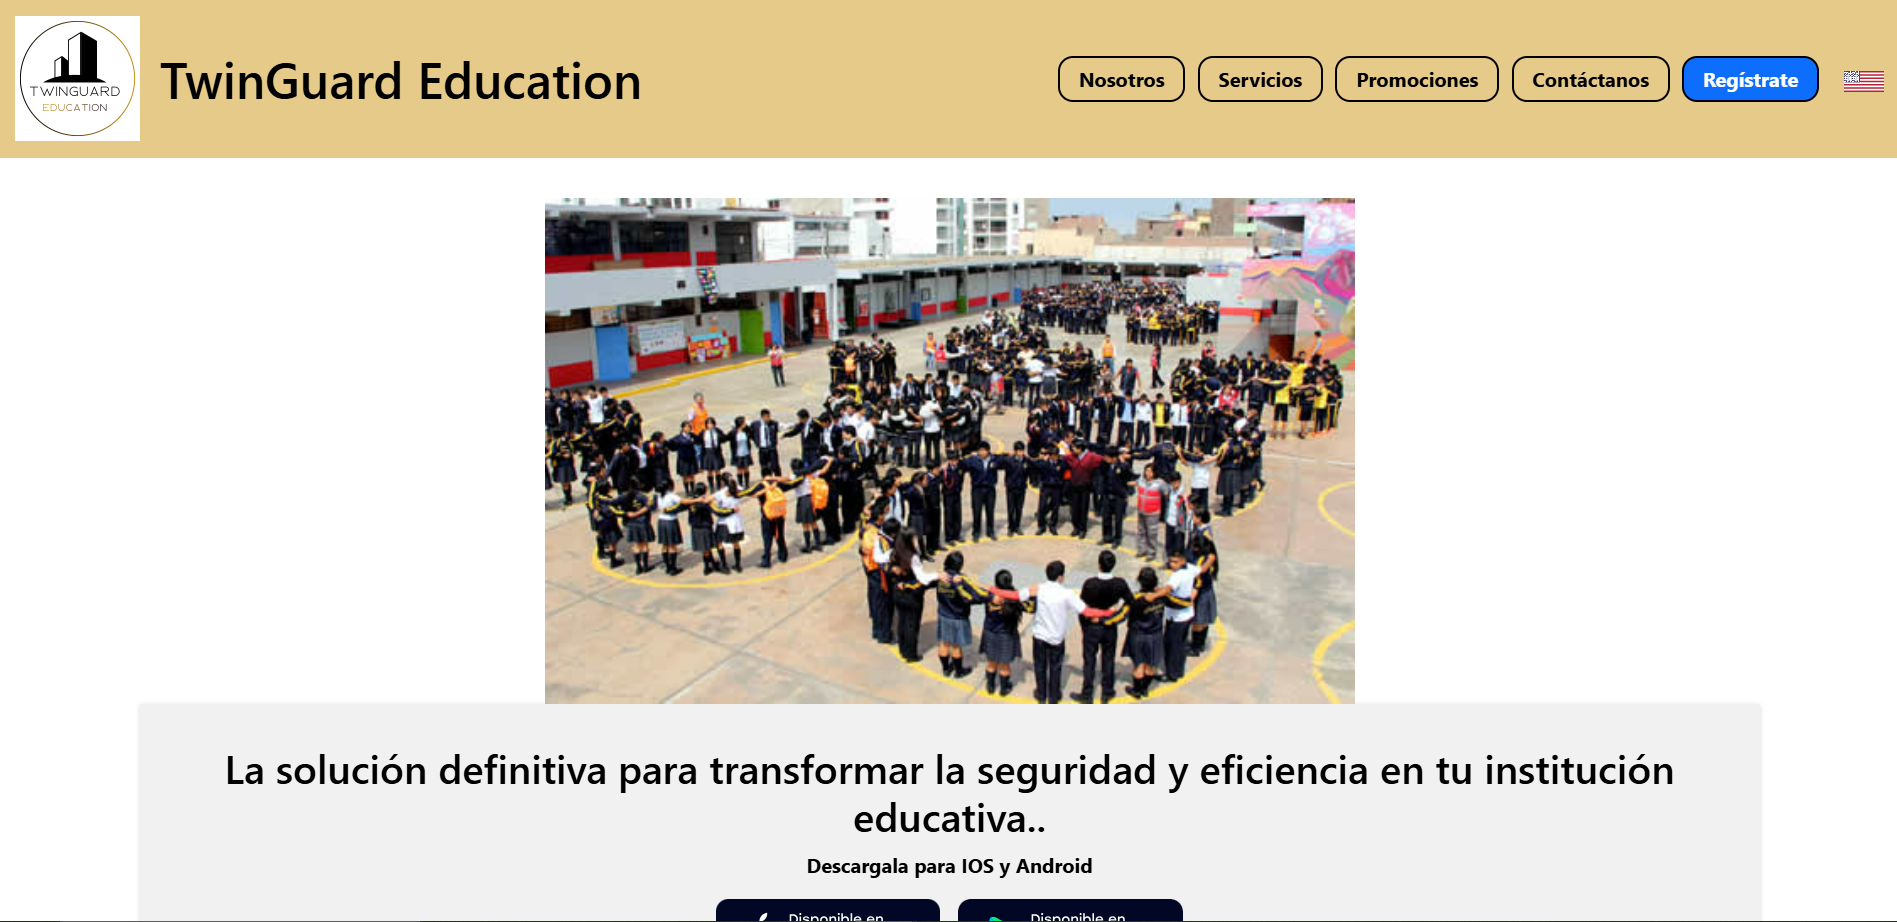 TWINGUARD
EDUCATION
TwinGuard Education
Nosotros
Servicios
Promociones
Contáctanos
Regístrate
La solución definitiva para transformar la seguridad y eficiencia en tu institución
educativa..
Descargala para IOS y Android
Disponible en
Disponible en